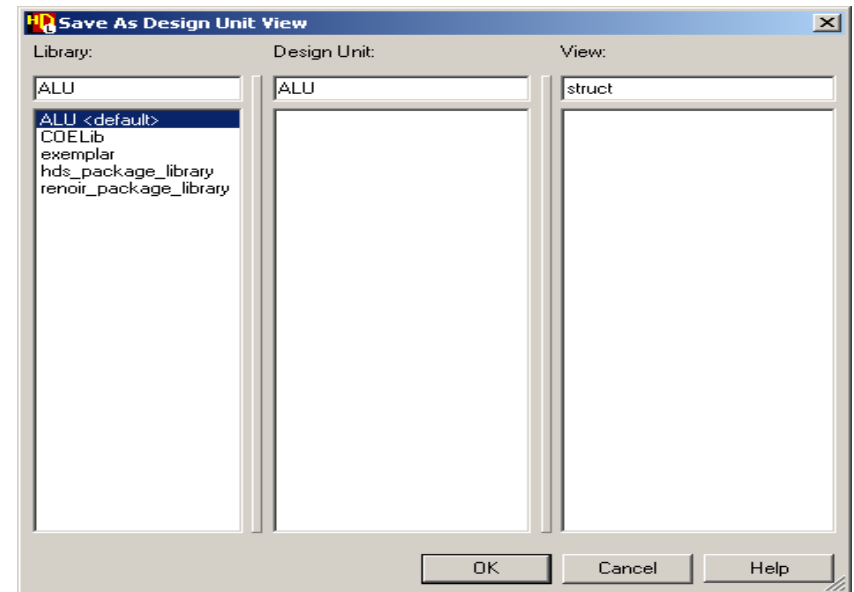 HDL Save As Design Unit View
Library: Design Unit: View:
ALU ALU struct
ALU <default>
COELib
exemplar
hds_package_library
renoir_package_library
OK Cancel Help